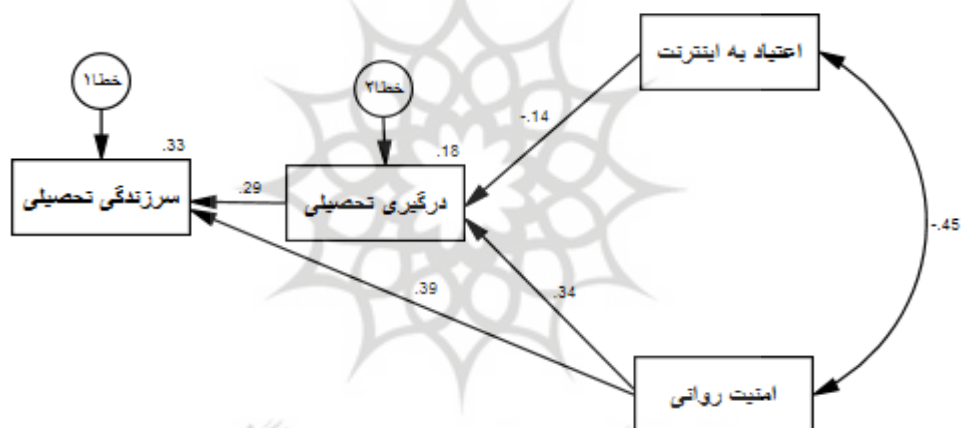 اعتیاد به اینترنت
خطا۱
خطا۲
-.14
.33
.18
سرزندگی تحصیلی
.29
درگیری تحصیلی
-.45
.39
.34
امنیت روانی